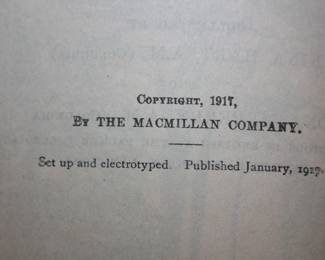 Copyright, 1917,
By THE MACMILLAN COMPANY.
Set up and electrotyped. Published January, 1917.